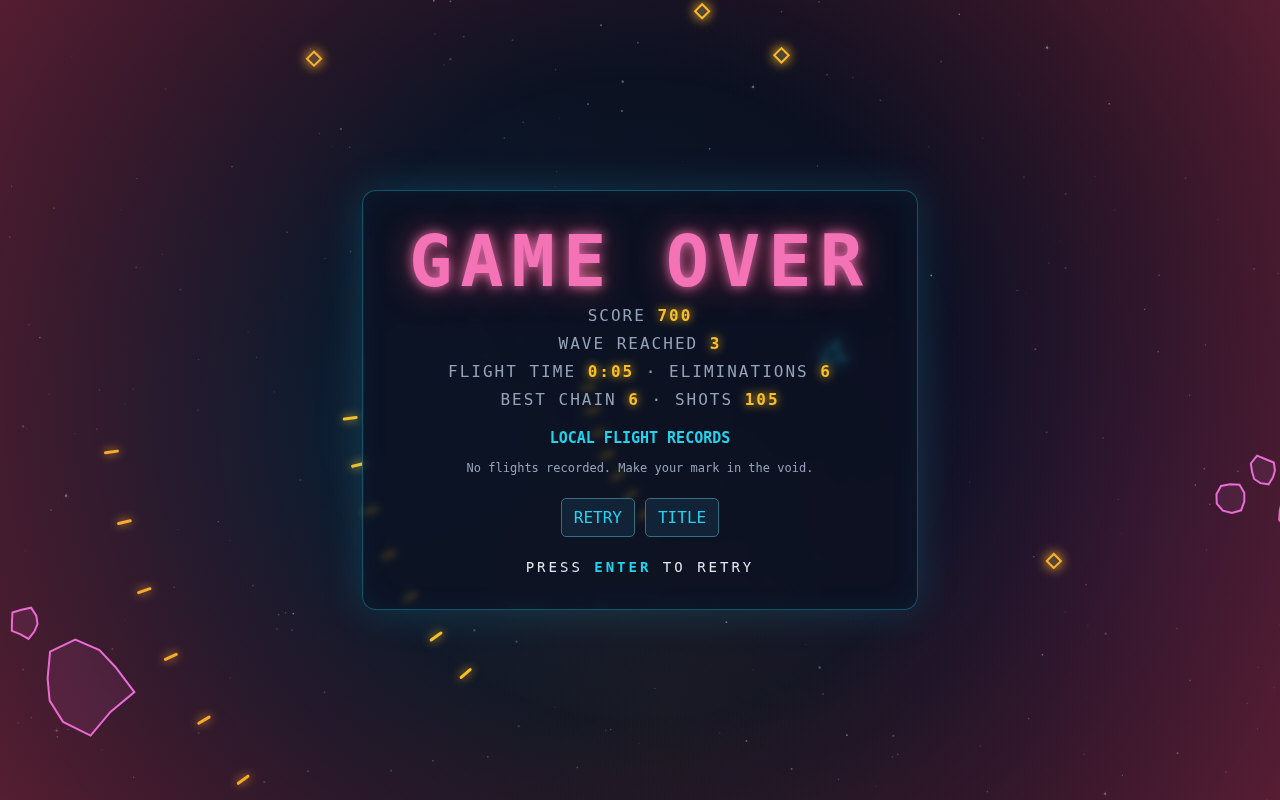 GAME OVER
SCORE 700
WAVE REACHED 3
FLIGHT TIME 0:05 · ELIMINATIONS 6
BEST CHAIN 6 · SHOTS 105
LOCAL FLIGHT RECORDS
No flights recorded. Make your mark in the void.
RETRY TITLE
PRESS ENTER TO RETRY